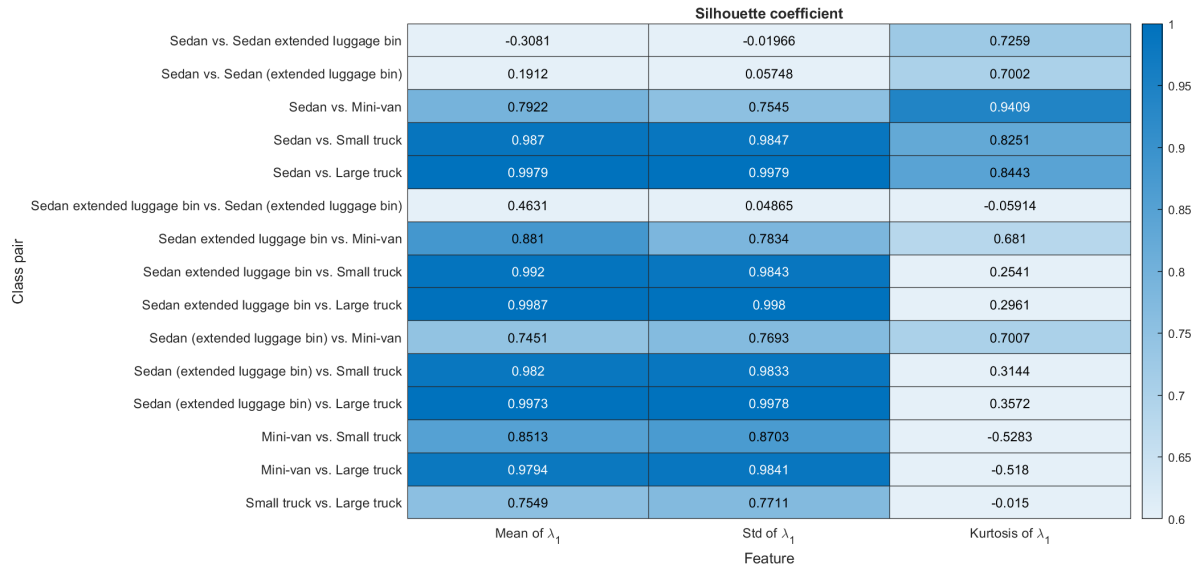 Silhouette coefficient
Class pair
Sedan vs. Sedan extended luggage bin -0.3081 -0.01966 0.7259
Sedan vs. Sedan (extended luggage bin) 0.1912 0.05748 0.7002
Sedan vs. Mini-van 0.7922 0.7545 0.9409
Sedan vs. Small truck 0.987 0.9847 0.8251
Sedan vs. Large truck 0.9979 0.9979 0.8443
Sedan extended luggage bin vs. Sedan (extended luggage bin) 0.4631 0.04865 -0.05914
Sedan extended luggage bin vs. Mini-van 0.881 0.7834 0.681
Sedan extended luggage bin vs. Small truck 0.992 0.9843 0.2541
Sedan extended luggage bin vs. Large truck 0.9987 0.998 0.2961
Sedan (extended luggage bin) vs. Mini-van 0.7451 0.7693 0.7007
Sedan (extended luggage bin) vs. Small truck 0.982 0.9833 0.3144
Sedan (extended luggage bin) vs. Large truck 0.9973 0.9978 0.3572
Mini-van vs. Small truck 0.8513 0.8703 -0.5283
Mini-van vs. Large truck 0.9794 0.9841 -0.518
Small truck vs. Large truck 0.7549 0.7711 -0.015
Mean of λ1 Std of λ1 Kurtosis of λ1
Feature
1
0.95
0.9
0.85
0.8
0.75
0.7
0.65
0.6